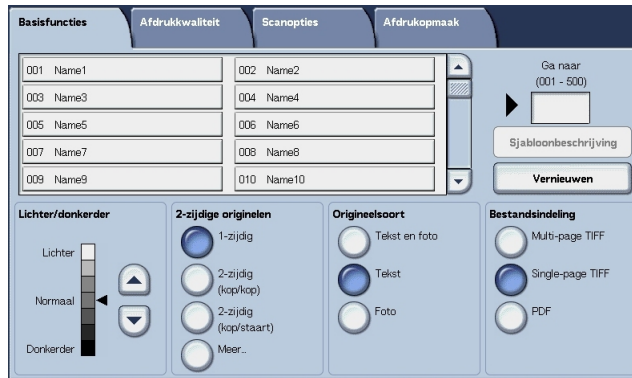 Basisfuncties
Afdrukkwaliteit
Scanopties
Afdrukopmaak
001 Name1
002 Name2
003 Name3
004 Name4
005 Name5
006 Name6
007 Name7
008 Name8
009 Name9
010 Name10
Ga naar
(001 - 500)
Sjabloonbeschrijving
Vernieuwen
Lichter/donkerder
Lichter
Normaal
Donkerder
2-zijdige originelen
1-zijdig
2-zijdig
(kop/kop)
2-zijdig
(kop/staart)
Meer..
Origineelsoort
Tekst en foto
Tekst
Foto
Bestandsindeling
Multi-page TIFF
Single-page TIFF
PDF